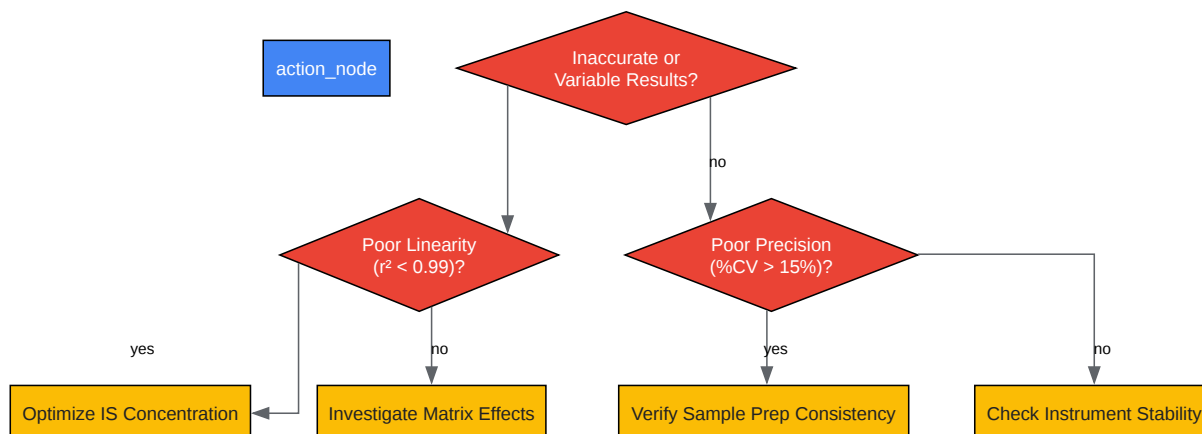 action_node
Inaccurate or
Variable Results?
no
Poor Linearity
(r² < 0.99)?
Poor Precision
(%CV > 15%)?
yes
no
yes
no
Optimize IS Concentration
Investigate Matrix Effects
Verify Sample Prep Consistency
Check Instrument Stability